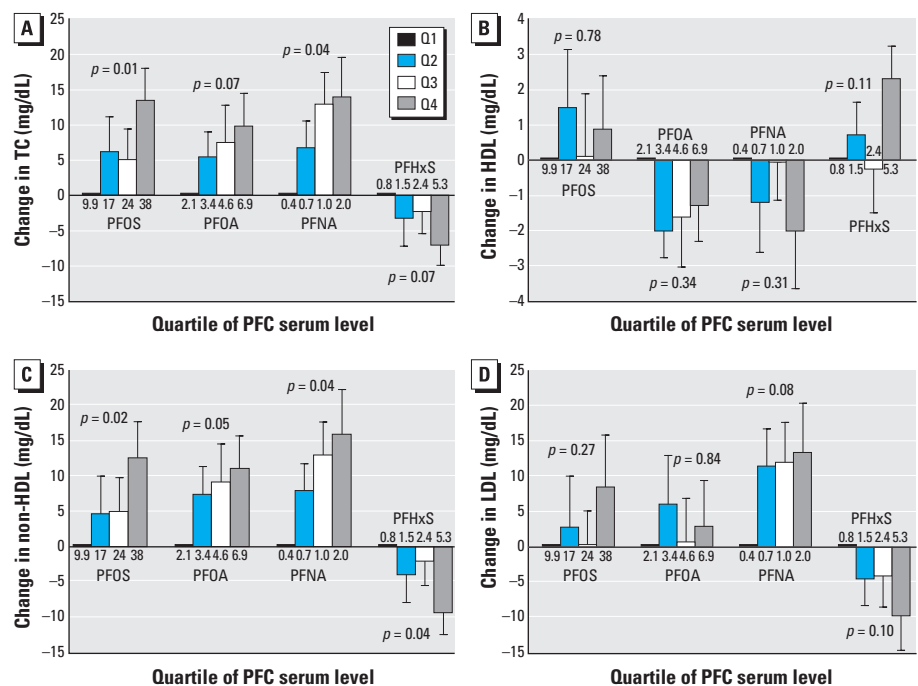 A
Change in TC (mg/dL)
25
20
15
10
5
0
–5
–10
–15
Q1
Q2
Q3
Q4
p = 0.01
p = 0.07
p = 0.04
PFHxS
0.8 1.5 2.4 5.3
9.9 17 24 38
2.1 3.4 4.6 6.9
0.4 0.7 1.0 2.0
PFOS
PFOA
PFNA
p = 0.07
Quartile of PFC serum level
B
Change in HDL (mg/dL)
4
3
2
1
0
–1
–2
–3
–4
p = 0.78
p = 0.11
PFOA
PFNA
2.1 3.4 4.6 6.9
0.4 0.7 1.0 2.0
2.4
9.9 17 24 38
0.8 1.5 5.3
PFOS
PFHxS
p = 0.34
p = 0.31
Quartile of PFC serum level
C
Change in non-HDL (mg/dL)
25
20
15
10
5
0
–5
–10
–15
p = 0.02
p = 0.05
p = 0.04
PFHxS
0.8 1.5 2.4 5.3
9.9 17 24 38
2.1 3.4 4.6 6.9
0.4 0.7 1.0 2.0
PFOS
PFOA
PFNA
p = 0.04
Quartile of PFC serum level
D
Change in LDL (mg/dL)
25
20
15
10
5
0
–5
–10
–15
p = 0.27
p = 0.84
p = 0.08
PFHxS
0.8 1.5 2.4 5.3
9.9 17 24 38
2.1 3.4 4.6 6.9
0.4 0.7 1.0 2.0
PFOS
PFOA
PFNA
p = 0.10
Quartile of PFC serum level